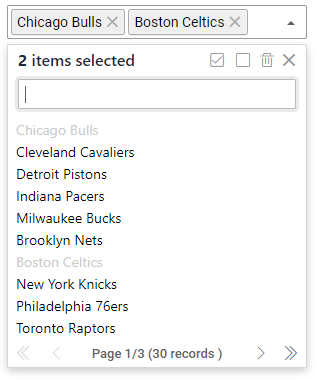 Chicago Bulls Boston Celtics
2 items selected
Chicago Bulls
Cleveland Cavaliers
Detroit Pistons
Indiana Pacers
Milwaukee Bucks
Brooklyn Nets
Boston Celtics
New York Knicks
Philadelphia 76ers
Toronto Raptors
Page 1/3 (30 records )